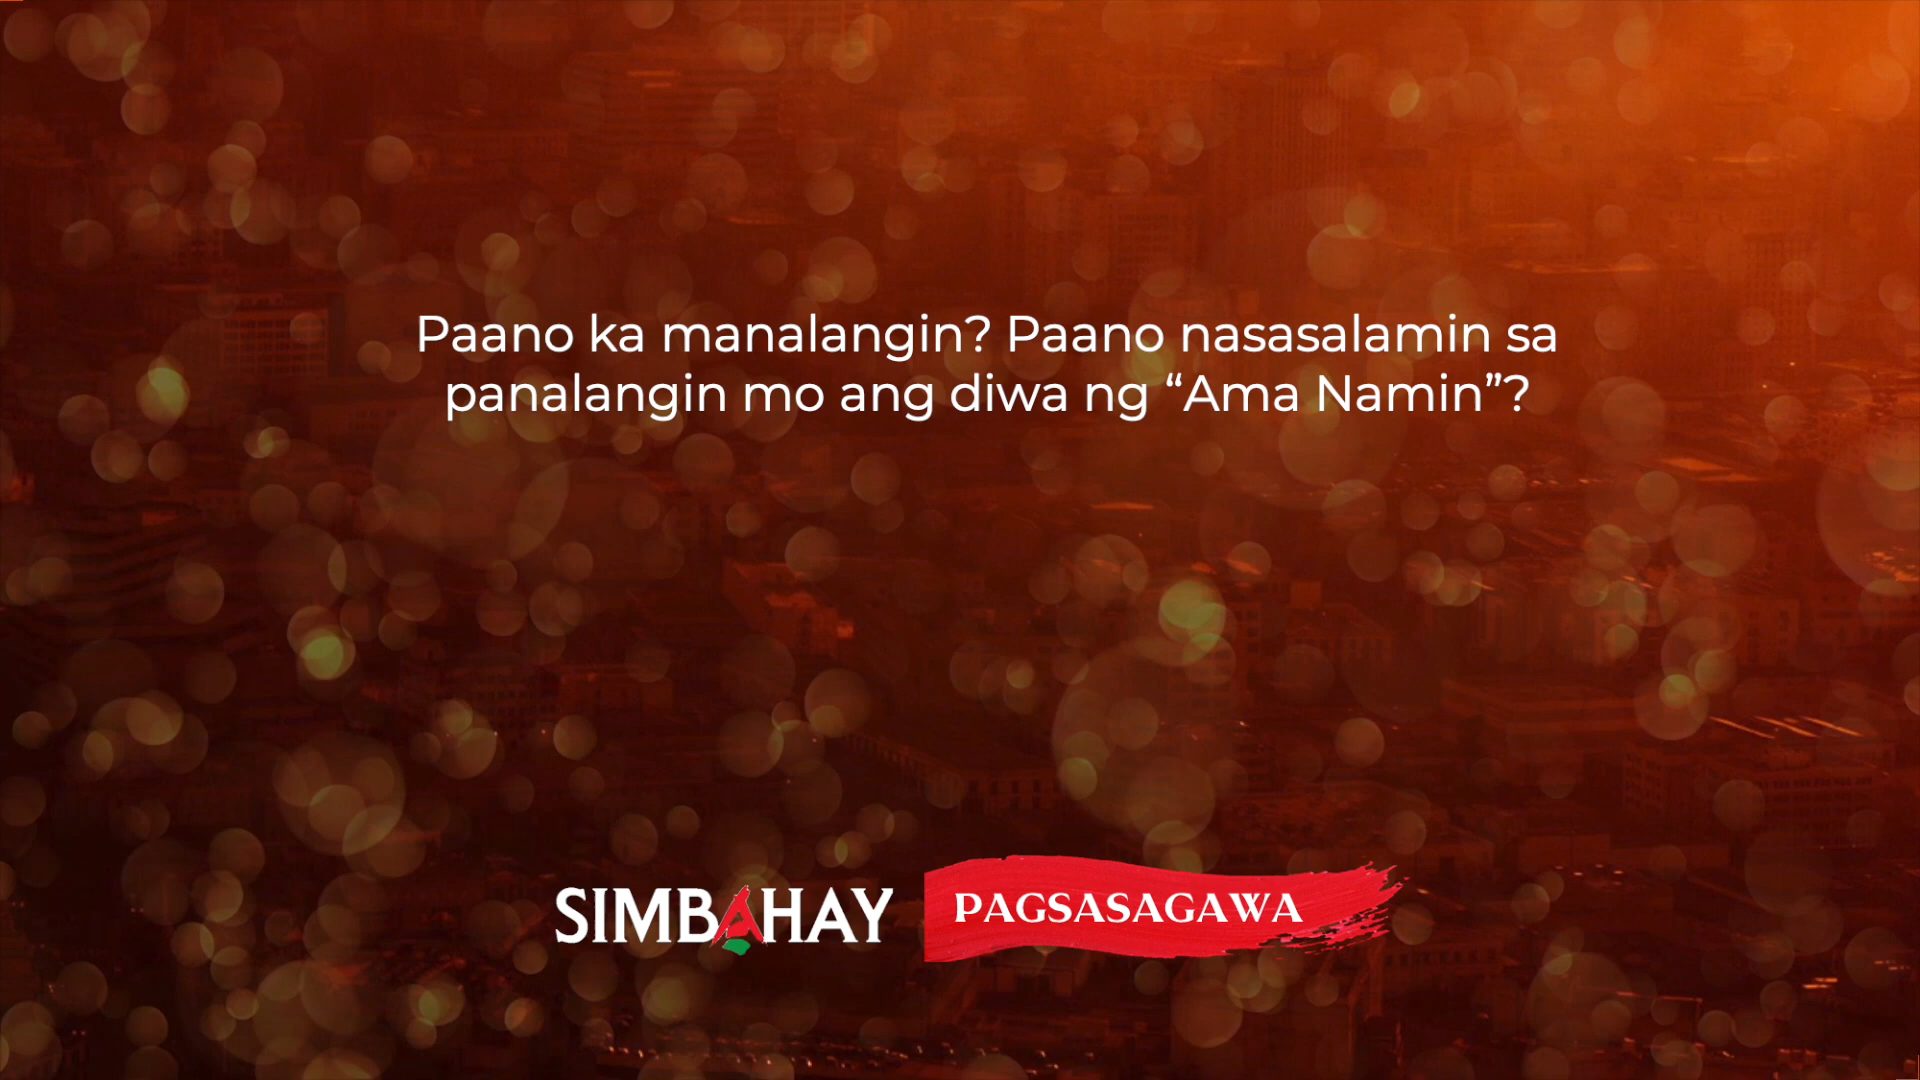 Paano ka manalangin? Paano nasasalamin sa
panalangin mo ang diwa ng “Ama Namin”?
SIMBAHAY PAGSASAGAWA